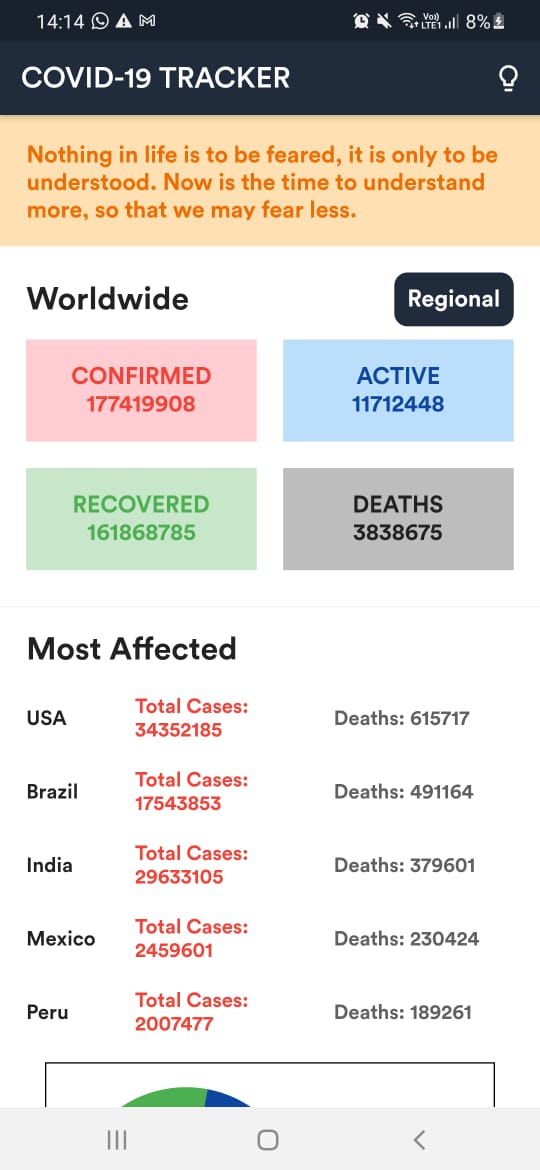 14:14
Vo)) LTE1 8%
COVID-19 TRACKER
Nothing in life is to be feared, it is only to be
understood. Now is the time to understand
more, so that we may fear less.
Worldwide
Regional
CONFIRMED
177419908
ACTIVE
11712448
RECOVERED
161868785
DEATHS
3838675
Most Affected
USA
Total Cases:
34352185
Deaths: 615717
Brazil
Total Cases:
17543853
Deaths: 491164
India
Total Cases:
29633105
Deaths: 379601
Mexico
Total Cases:
2459601
Deaths: 230424
Peru
Total Cases:
2007477
Deaths: 189261